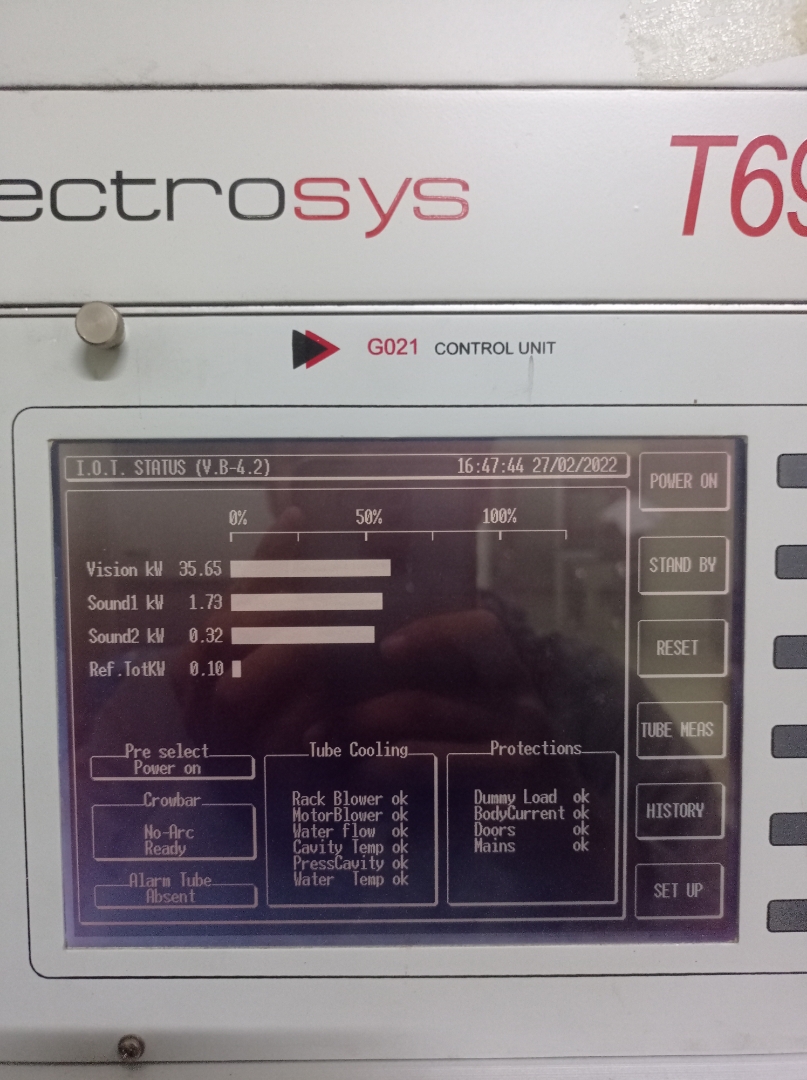 ectrosys
T69
G021 CONTROL UNIT
I.O.T. STATUS (V.B-4.2) 16:47:44 27/02/2022
0% 50% 100%
Vision kW 35.65
Sound1 kW 1.73
Sound2 kW 0.32
Ref.TotKW 0.10
Pre select
Power on
Crowbar
No-Arc
Ready
Alarm Tube
Absent
Tube Cooling
Rack Blower ok
MotorBlower ok
Water flow ok
Cavity Temp ok
PressCavity ok
Water Temp ok
Protections
Dummy Load ok
BodyCurrent ok
Doors ok
Mains ok
POWER ON
STAND BY
RESET
TUBE MEAS
HISTORY
SET UP